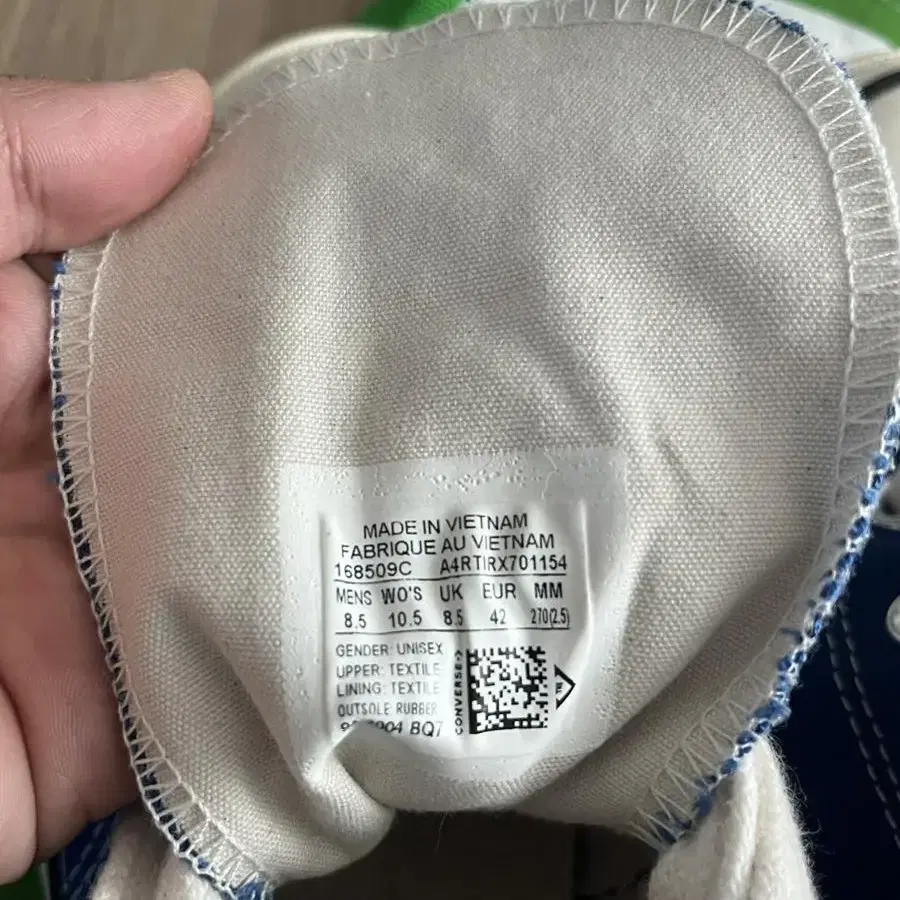 MADE IN VIETNAM
FABRIQUE AU VIETNAM
168509C A4RTIRX701154
MENS WO'S UK EUR MM
8.5 10.5 8.5 42 270(2.5)
GENDER: UNISEX
UPPER: TEXTILE
LINING: TEXTILE
OUTSOLE RUBBER
BQ7
CONVERSE->